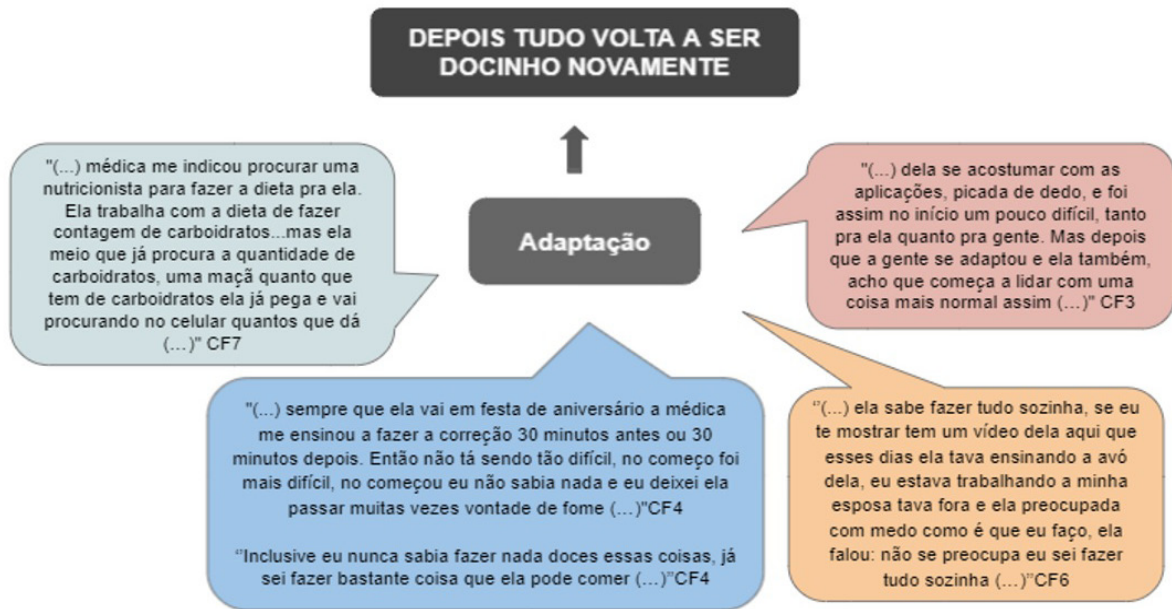 DEPOIS TUDO VOLTA A SER
DOCINHO NOVAMENTE
"(...) médica me indicou procurar uma
nutricionista para fazer a dieta pra ela.
Ela trabalha com a dieta de fazer
contagem de carboidratos...mas ela
meio que já procura a quantidade de
carboidratos, uma maçã quanto que
tem de carboidratos ela já pega e vai
procurando no celular quantos que dá
(...)" CF7
Adaptação
"(...) dela se acostumar com as
aplicações, picada de dedo, e foi
assim no início um pouco difícil, tanto
pra ela quanto pra gente. Mas depois
que a gente se adaptou e ela também,
acho que começa a lidar com uma
coisa mais normal assim (...)" CF3
"(...) sempre que ela vai em festa de aniversário a médica
me ensinou a fazer a correção 30 minutos antes ou 30
minutos depois. Então não tá sendo tão difícil, no começo foi
mais difícil, no começou eu não sabia nada e eu deixei ela
passar muitas vezes vontade de fome (...)"CF4
"Inclusive eu nunca sabia fazer nada doces essas coisas, já
sei fazer bastante coisa que ela pode comer (...)"CF4
"(...) ela sabe fazer tudo sozinha, se eu
te mostrar tem um vídeo dela aqui que
esses dias ela tava ensinando a avó
dela, eu estava trabalhando a minha
esposa tava fora e ela preocupada
com medo como é que eu faço, ela
falou: não se preocupa eu sei fazer
tudo sozinha (...)"CF6